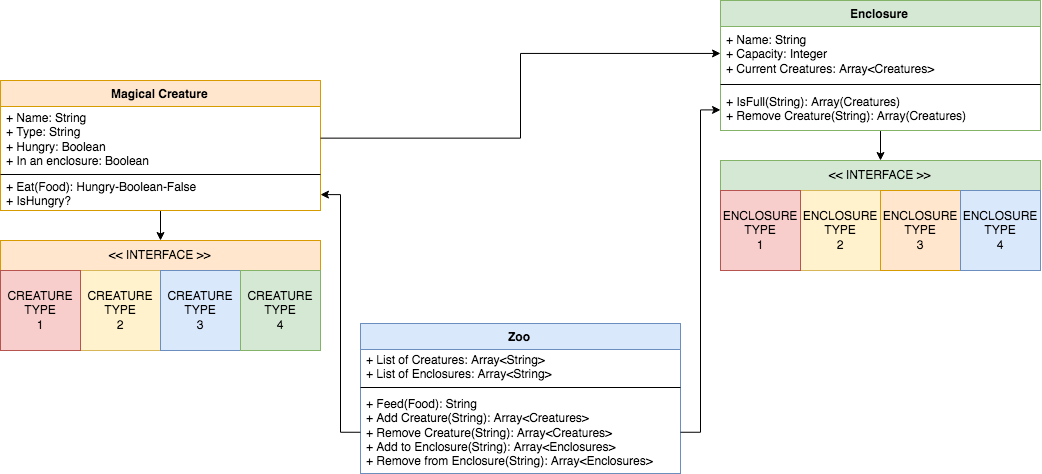 Enclosure
+ Name: String
+ Capacity: Integer
+ Current Creatures: Array<Creatures>
+ IsFull(String): Array(Creatures)
+ Remove Creature(String): Array(Creatures)
<< INTERFACE >>
ENCLOSURE TYPE 1
ENCLOSURE TYPE 2
ENCLOSURE TYPE 3
ENCLOSURE TYPE 4
Magical Creature
+ Name: String
+ Type: String
+ Hungry: Boolean
+ In an enclosure: Boolean
+ Eat(Food): Hungry-Boolean-False
+ IsHungry?
<< INTERFACE >>
CREATURE TYPE 1
CREATURE TYPE 2
CREATURE TYPE 3
CREATURE TYPE 4
Zoo
+ List of Creatures: Array<String>
+ List of Enclosures: Array<String>
+ Feed(Food): String
+ Add Creature(String): Array<Creatures>
+ Remove Creature(String): Array<Creatures>
+ Add to Enclosure(String): Array<Enclosures>
+ Remove from Enclosure(String): Array<Enclosures>